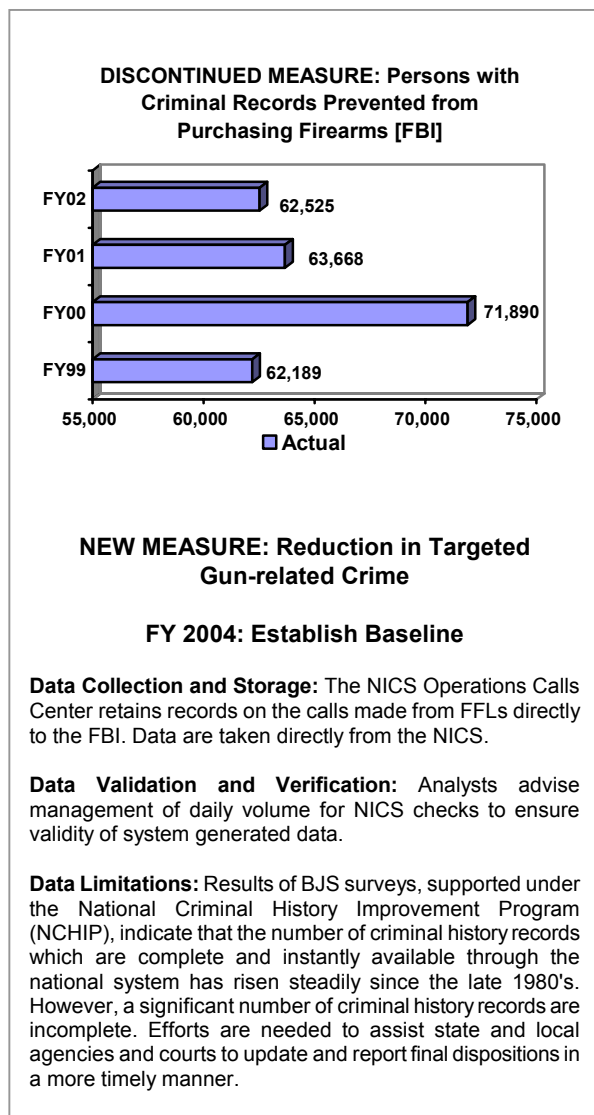 DISCONTINUED MEASURE: Persons with
Criminal Records Prevented from
Purchasing Firearms [FBI]
FY02
62,525
FY01
63,668
FY00
71,890
FY99
62,189
55,000 60,000 65,000 70,000 75,000
Actual
NEW MEASURE: Reduction in Targeted
Gun-related Crime
FY 2004: Establish Baseline
Data Collection and Storage: The NICS Operations Calls
Center retains records on the calls made from FFLs directly
to the FBI. Data are taken directly from the NICS.
Data Validation and Verification: Analysts advise
management of daily volume for NICS checks to ensure
validity of system generated data.
Data Limitations: Results of BJS surveys, supported under
the National Criminal History Improvement Program
(NCHIP), indicate that the number of criminal history records
which are complete and instantly available through the
national system has risen steadily since the late 1980's.
However, a significant number of criminal history records are
incomplete. Efforts are needed to assist state and local
agencies and courts to update and report final dispositions in
a more timely manner.